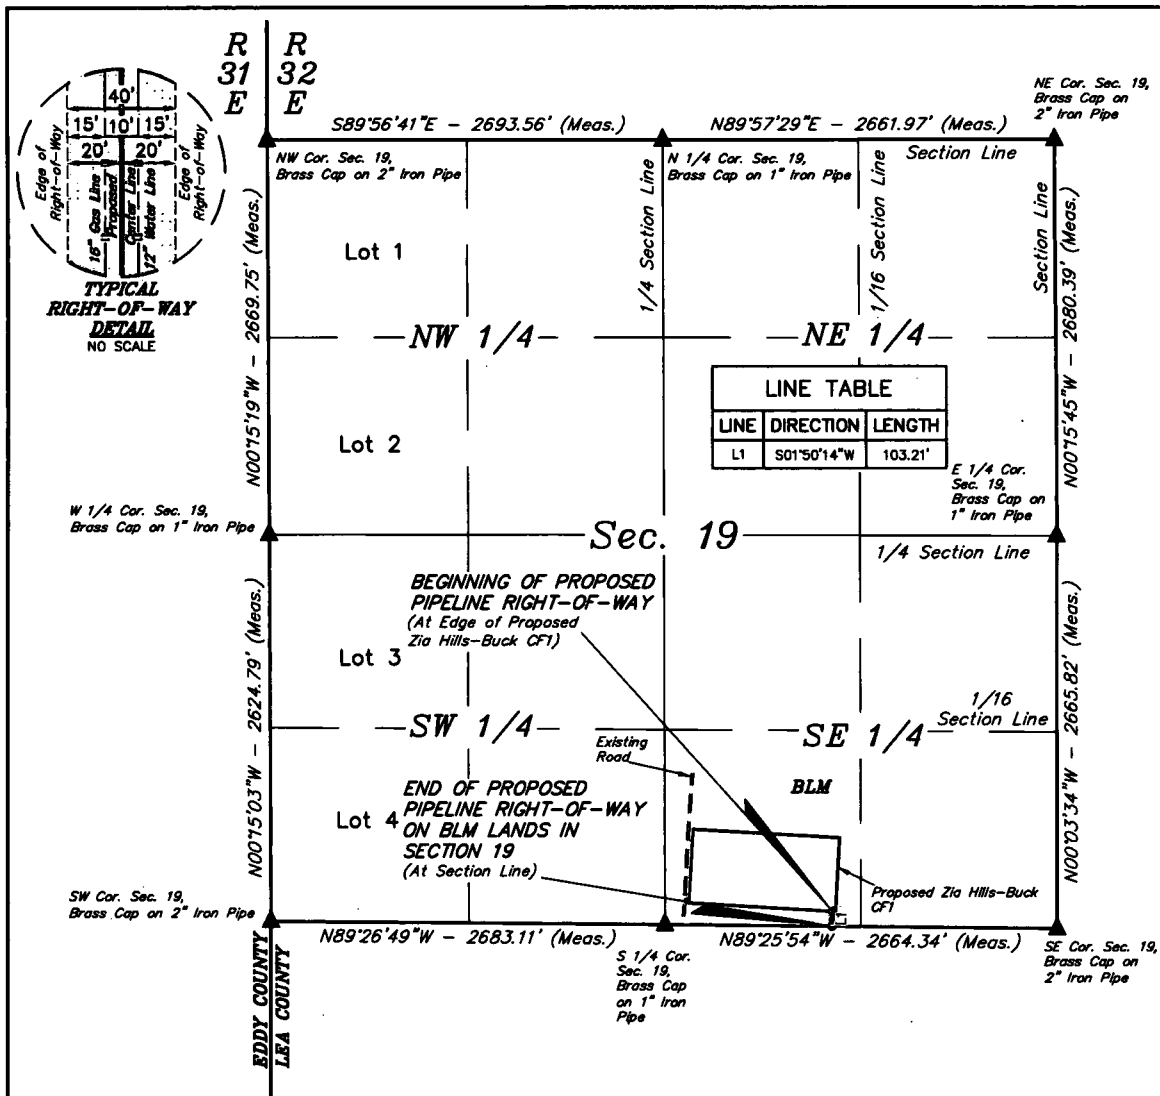 R R
31 32
E E
40'
15' 10' 15'
20' 20'
Edge of
Right-of-Way
16" Gas Line
Proposed
Center Line
12" Water Line
Edge of
Right-of-Way
TYPICAL
RIGHT-OF-WAY
DETAIL
NO SCALE
S89°56'41"E - 2693.56' (Meas.)
N89°57'29"E - 2661.97' (Meas.)
NE Cor. Sec. 19,
Brass Cap on
2" Iron Pipe
NW Cor. Sec. 19,
Brass Cap on 2" Iron Pipe
N 1/4 Cor. Sec. 19,
Brass Cap on 1" Iron Pipe
Section Line
1/4 Section Line
1/16 Section Line
Section Line
N00°15'19"W - 2669.75' (Meas.)
N00°15'45"W - 2680.39' (Meas.)
Lot 1
NW 1/4
NE 1/4
LINE TABLE
LINE DIRECTION LENGTH
L1 S01°50'14"W 103.21'
Lot 2
E 1/4 Cor.
Sec. 19,
Brass Cap on
1" Iron Pipe
W 1/4 Cor. Sec. 19,
Brass Cap on 1" Iron Pipe
Sec. 19
1/4 Section Line
BEGINNING OF PROPOSED
PIPELINE RIGHT-OF-WAY
(At Edge of Proposed
Zia Hills-Buck CF1)
Lot 3
N00°15'03"W - 2624.79' (Meas.)
N00°03'34"W - 2665.82' (Meas.)
1/16
Section Line
SW 1/4
SE 1/4
Existing
Road
BLM
END OF PROPOSED
PIPELINE RIGHT-OF-WAY
ON BLM LANDS IN
SECTION 19
(At Section Line)
Lot 4
Proposed Zia Hills-Buck
CF1
SW Cor. Sec. 19,
Brass Cap on 2" Iron Pipe
L1
N89°26'49"W - 2683.11' (Meas.)
N89°25'54"W - 2664.34' (Meas.)
S 1/4 Cor.
Sec. 19,
Brass Cap
on 1" Iron
Pipe
SE Cor. Sec. 19,
Brass Cap on
2" Iron Pipe
EDDY COUNTY
LEA COUNTY